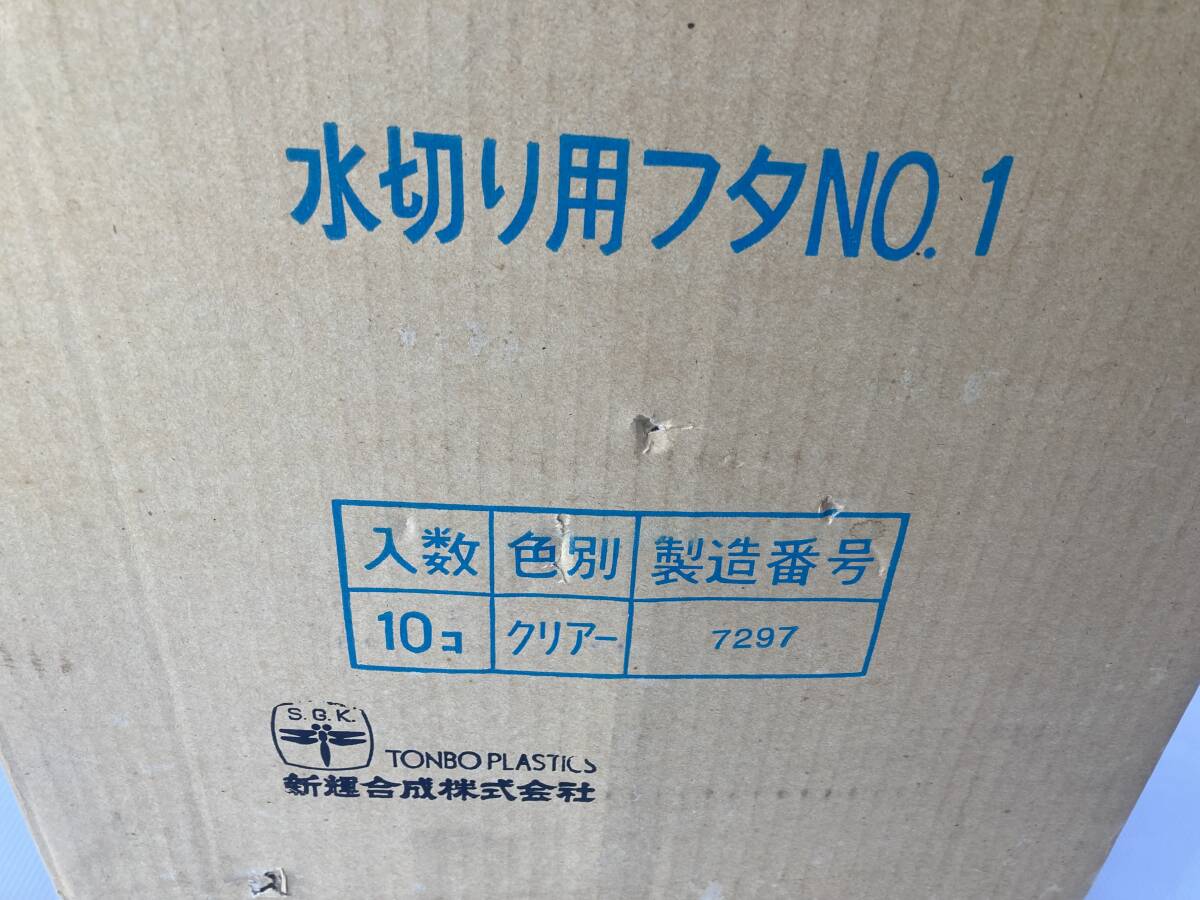 水切り用フタNO.1
入数 色別 製造番号
10コ クリアー 7297
S.G.K.
TONBO PLASTICS
新輝合成株式会社